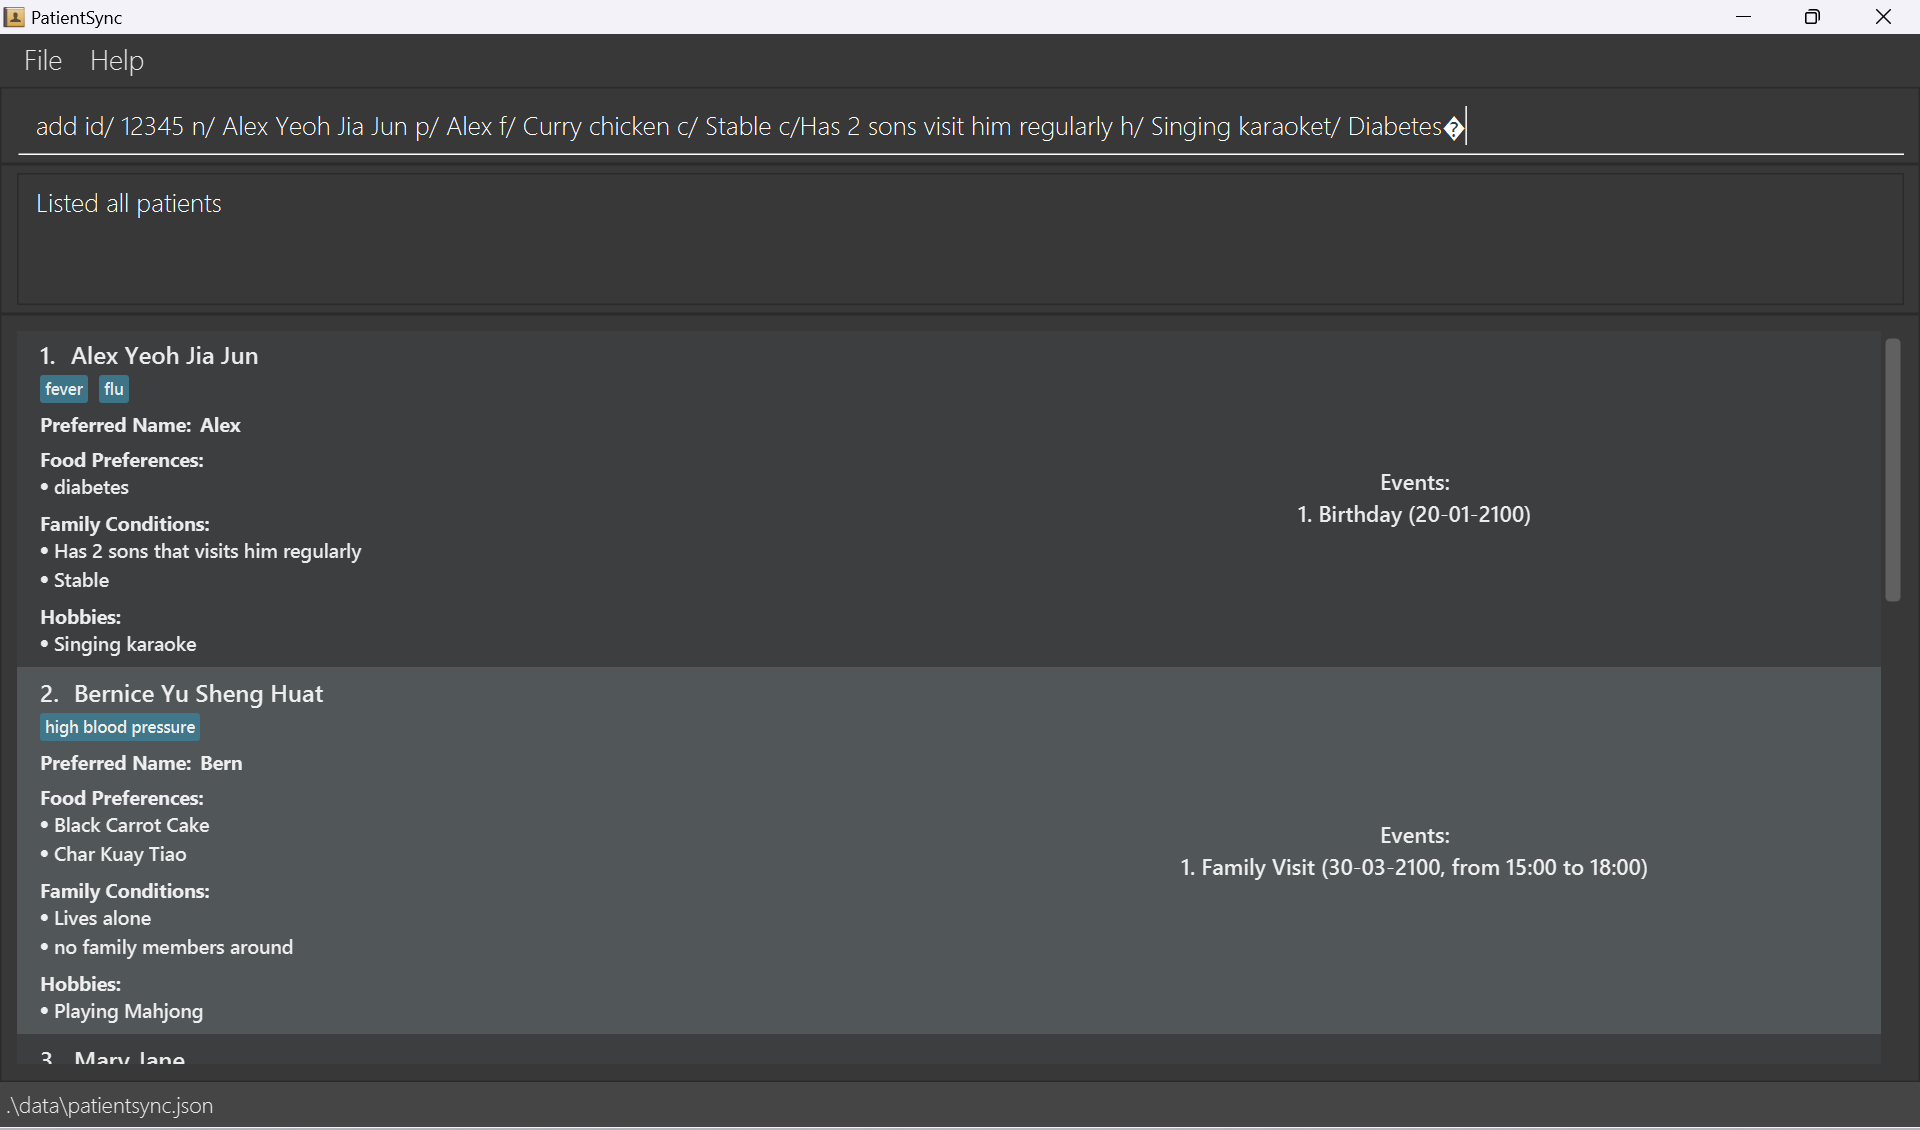 PatientSync
File Help
add id/ 12345 n/ Alex Yeoh Jia Jun p/ Alex f/ Curry chicken c/ Stable c/Has 2 sons visit him regularly h/ Singing karaoket/ Diabetes�
Listed all patients
1. Alex Yeoh Jia Jun
fever flu
Preferred Name: Alex
Food Preferences:
• diabetes
Family Conditions:
• Has 2 sons that visits him regularly
• Stable
Hobbies:
• Singing karaoke
Events:
1. Birthday (20-01-2100)
2. Bernice Yu Sheng Huat
high blood pressure
Preferred Name: Bern
Food Preferences:
• Black Carrot Cake
• Char Kuay Tiao
Family Conditions:
• Lives alone
• no family members around
Hobbies:
• Playing Mahjong
Events:
1. Family Visit (30-03-2100, from 15:00 to 18:00)
3. Mary Jane
.\data\patientsync.json